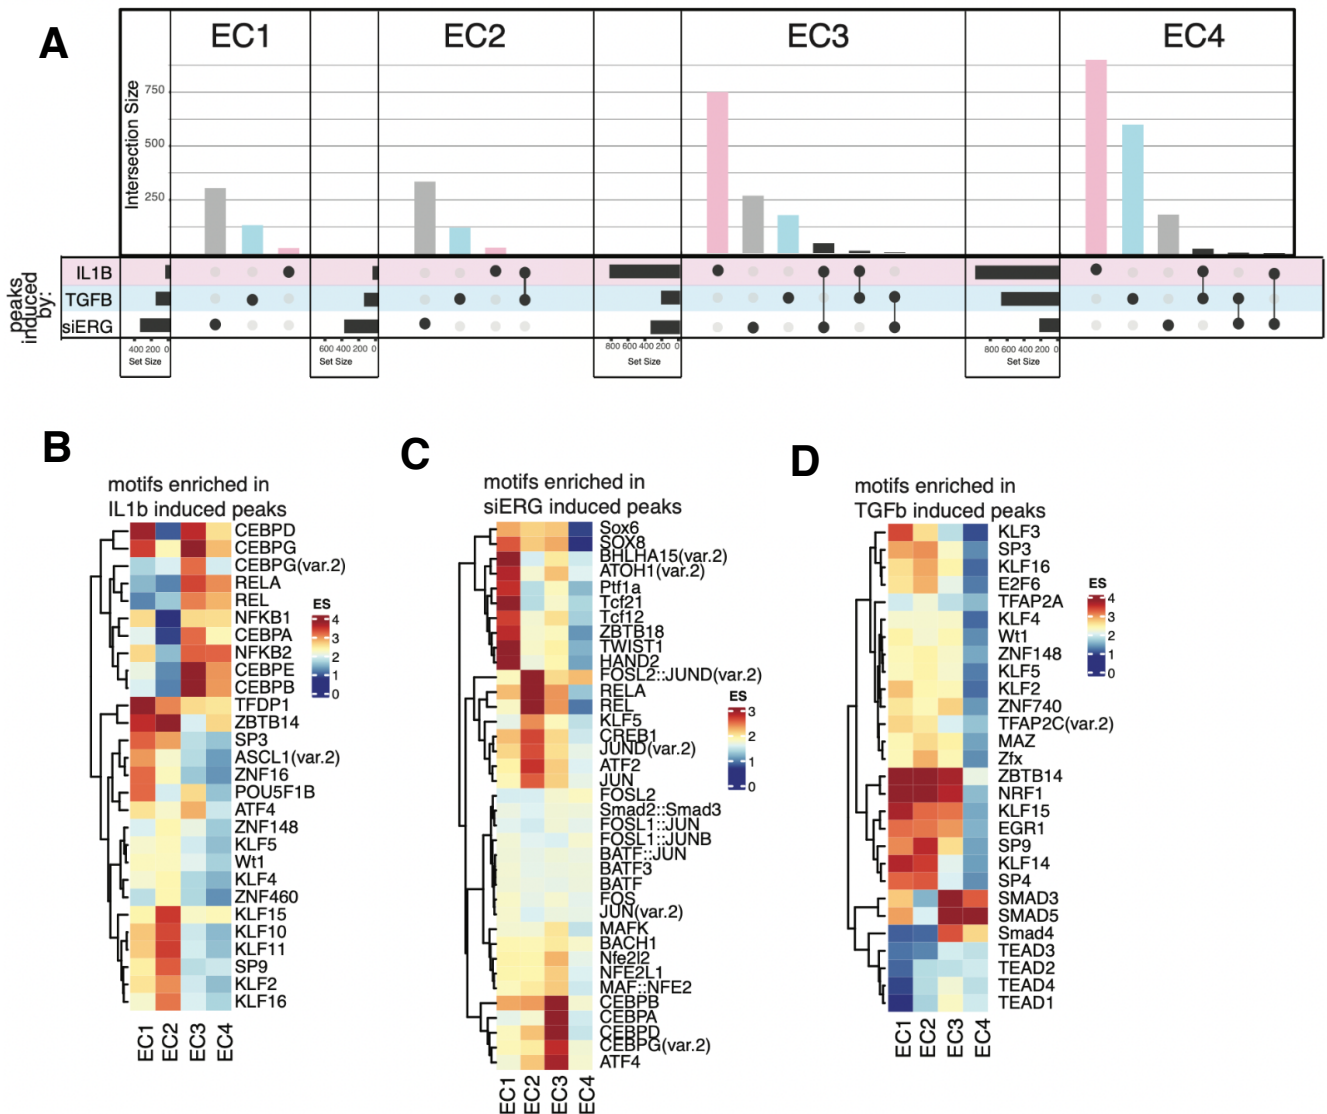 A
EC1
EC2
EC3
EC4
Intersection Size
750
500
250
peaks
induced
by:
IL1B
TGFB
siERG
400 200 0
Set Size
600 400 200 0
Set Size
800 600 400 200 0
Set Size
800 600 400 200 0
Set Size
B
motifs enriched in
IL1b induced peaks
CEBPD
CEBPG
CEBPG(var.2)
RELA
REL
NFKB1
CEBPA
NFKB2
CEBPE
CEBPB
TFDP1
ZBTB14
SP3
ASCL1(var.2)
ZNF16
POU5F1B
ATF4
ZNF148
KLF5
Wt1
KLF4
ZNF460
KLF15
KLF10
KLF11
SP9
KLF2
KLF16
EC1
EC2
EC3
EC4
ES
4
3
2
1
0
C
motifs enriched in
siERG induced peaks
Sox6
SOX8
BHLHA15(var.2)
ATOH1(var.2)
Ptf1a
Tcf21
Tcf12
ZBTB18
TWIST1
HAND2
FOSL2::JUND(var.2)
RELA
REL
KLF5
CREB1
JUND(var.2)
ATF2
JUN
FOSL2
Smad2::Smad3
FOSL1::JUN
FOSL1::JUNB
BATF::JUN
BATF3
BATF
FOS
JUN(var.2)
MAFK
BACH1
Nfe2l2
NFE2L1
MAF::NFE2
CEBPB
CEBPA
CEBPD
CEBPG(var.2)
ATF4
EC1
EC2
EC3
EC4
ES
3
2
1
0
D
motifs enriched in
TGFb induced peaks
KLF3
SP3
KLF16
E2F6
TFAP2A
KLF4
Wt1
ZNF148
KLF5
KLF2
ZNF740
TFAP2C(var.2)
MAZ
Zfx
ZBTB14
NRF1
KLF15
EGR1
SP9
KLF14
SP4
SMAD3
SMAD5
Smad4
TEAD3
TEAD2
TEAD4
TEAD1
EC1
EC2
EC3
EC4
ES
4
3
2
1
0